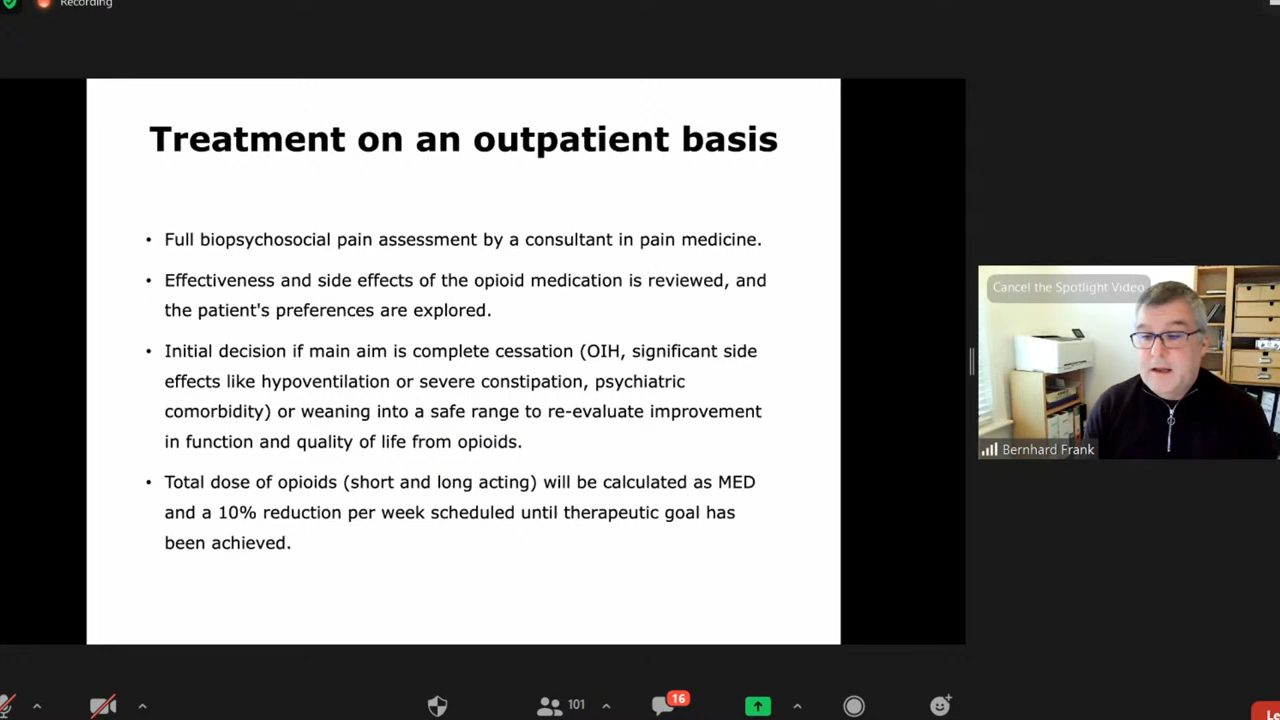 Recording
Treatment on an outpatient basis
• Full biopsychosocial pain assessment by a consultant in pain medicine.
• Effectiveness and side effects of the opioid medication is reviewed, and
the patient's preferences are explored.
• Initial decision if main aim is complete cessation (OIH, significant side
effects like hypoventilation or severe constipation, psychiatric
comorbidity) or weaning into a safe range to re-evaluate improvement
in function and quality of life from opioids.
• Total dose of opioids (short and long acting) will be calculated as MED
and a 10% reduction per week scheduled until therapeutic goal has
been achieved.
Cancel the Spotlight Video
Bernhard Frank
101
16
Le